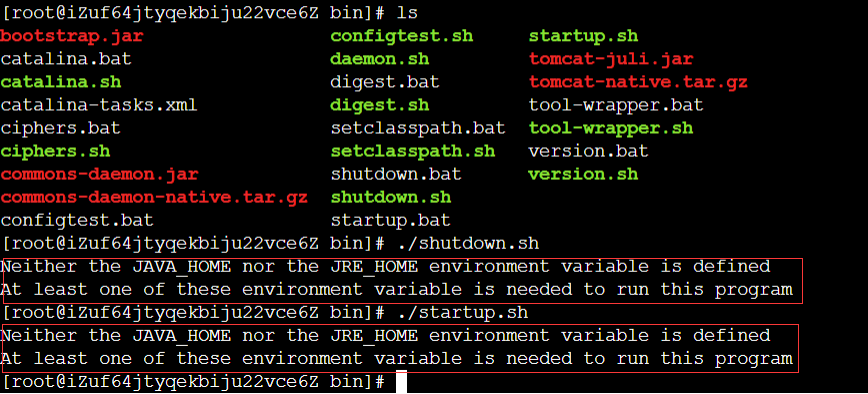 [root@iZuf64jtyqekbiju22vce6Z bin]# ls
bootstrap.jar configtest.sh startup.sh
catalina.bat daemon.sh tomcat-juli.jar
catalina.sh digest.bat tomcat-native.tar.gz
catalina-tasks.xml digest.sh tool-wrapper.bat
ciphers.bat setclasspath.bat tool-wrapper.sh
ciphers.sh setclasspath.sh version.bat
commons-daemon.jar shutdown.bat version.sh
commons-daemon-native.tar.gz shutdown.sh
configtest.bat startup.bat
[root@iZuf64jtyqekbiju22vce6Z bin]# ./shutdown.sh
Neither the JAVA_HOME nor the JRE_HOME environment variable is defined
At least one of these environment variable is needed to run this program
[root@iZuf64jtyqekbiju22vce6Z bin]# ./startup.sh
Neither the JAVA_HOME nor the JRE_HOME environment variable is defined
At least one of these environment variable is needed to run this program
[root@iZuf64jtyqekbiju22vce6Z bin]#